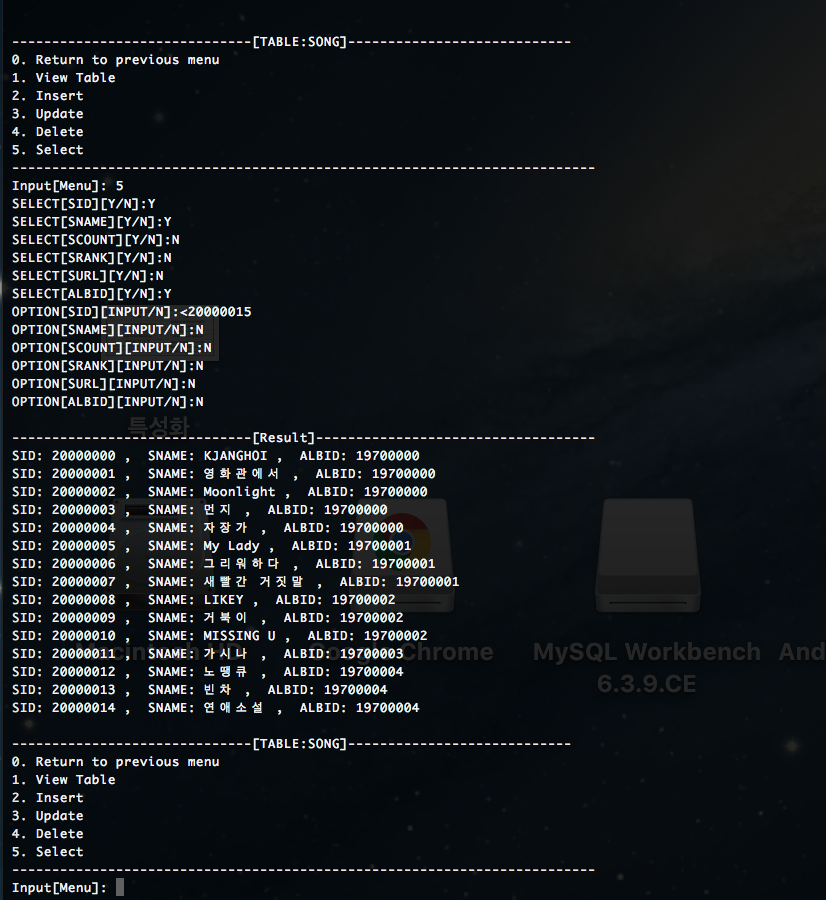 ----------------------------[TABLE:SONG]----------------------------
0. Return to previous menu
1. View Table
2. Insert
3. Update
4. Delete
5. Select
-------------------------------------------------------------------------
Input[Menu]: 5
SELECT[SID][Y/N]:Y
SELECT[SNAME][Y/N]:Y
SELECT[SCOUNT][Y/N]:N
SELECT[SRANK][Y/N]:N
SELECT[SURL][Y/N]:N
SELECT[ALBID][Y/N]:Y
OPTION[SID][INPUT/N]:<20000015
OPTION[SNAME][INPUT/N]:N
OPTION[SCOUNT][INPUT/N]:N
OPTION[SRANK][INPUT/N]:N
OPTION[SURL][INPUT/N]:N
OPTION[ALBID][INPUT/N]:N
특성화
------------------------------[Result]-----------------------------------
SID: 20000000 ,  SNAME: KJANGHOI ,  ALBID: 19700000
SID: 20000001 ,  SNAME: 영화관에서 ,  ALBID: 19700000
SID: 20000002 ,  SNAME: Moonlight ,  ALBID: 19700000
SID: 20000003 ,  SNAME: 먼지 ,  ALBID: 19700000
SID: 20000004 ,  SNAME: 자장가 ,  ALBID: 19700000
SID: 20000005 ,  SNAME: My Lady ,  ALBID: 19700001
SID: 20000006 ,  SNAME: 그리워하다 ,  ALBID: 19700001
SID: 20000007 ,  SNAME: 새빨간 거짓말 ,  ALBID: 19700001
SID: 20000008 ,  SNAME: LIKEY ,  ALBID: 19700002
SID: 20000009 ,  SNAME: 거북이 ,  ALBID: 19700002
SID: 20000010 ,  SNAME: MISSING U ,  ALBID: 19700002
SID: 20000011 ,  SNAME: 가시나 ,  ALBID: 19700003
Macintosh HD Google Chrome MySQL Workbench And
6.3.9.CE
SID: 20000012 ,  SNAME: 노땡큐 ,  ALBID: 19700004
SID: 20000013 ,  SNAME: 빈차 ,  ALBID: 19700004
SID: 20000014 ,  SNAME: 연애소설 ,  ALBID: 19700004
------------------------------[TABLE:SONG]----------------------------
0. Return to previous menu
1. View Table
2. Insert
3. Update
4. Delete
5. Select
-------------------------------------------------------------------------
Input[Menu]: